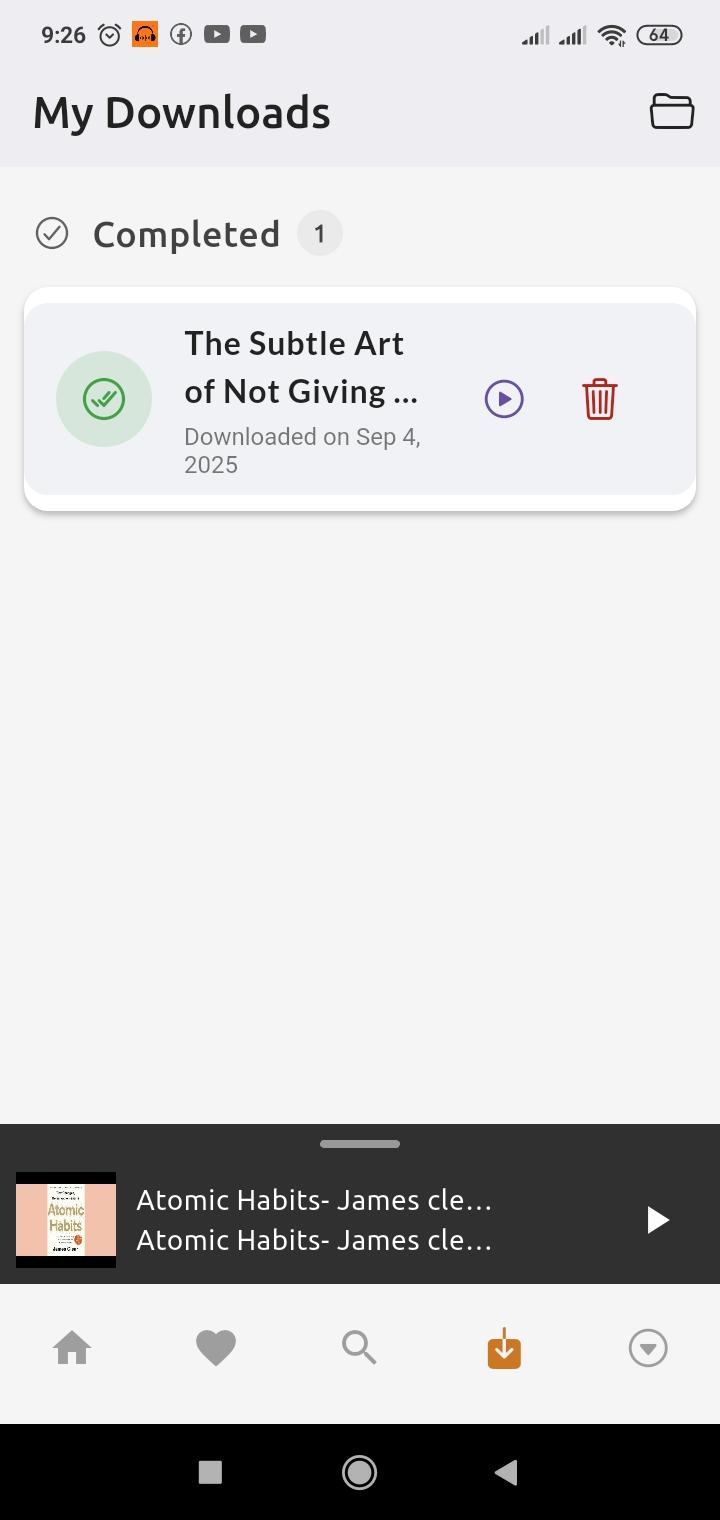 9:26
64
My Downloads
Completed 1
The Subtle Art
of Not Giving ...
Downloaded on Sep 4,
2025
Atomic
Habits
James Clear
Atomic Habits- James cle...
Atomic Habits- James cle...